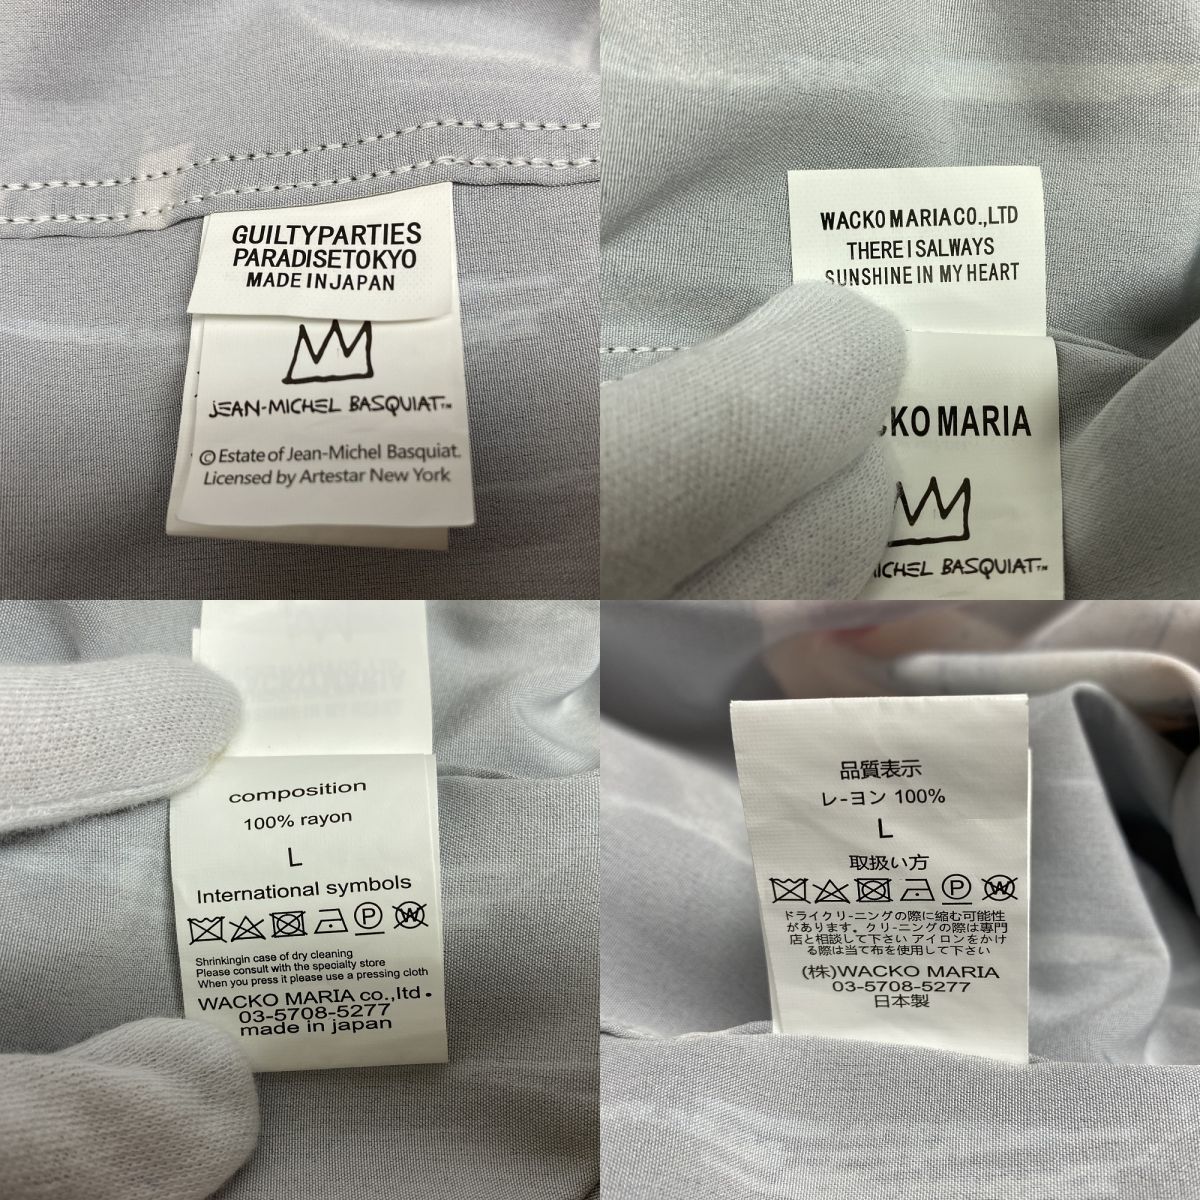 GUILTYPARTIES
PARADISETOKYO
MADE IN JAPAN
JEAN-MICHEL BASQUIAT™
© Estate of Jean-Michel Basquiat.
Licensed by Artestar New York
WACKO MARIA CO.,LTD
THERE I SALWAYS
SUNSHINE IN MY HEART
CKO MARIA
ICHEL BASQUIAT™
composition
100% rayon
L
International symbols
P
W
Shrinkingin case of dry cleaning
Please consult with the specialty store
When you press it please use a pressing cloth
WACKO MARIA co.,ltd.
03-5708-5277
made in japan
品質表示
レ-ヨン 100%
L
取扱い方
P
W
ドライクリ-ニングの際に縮む可能性
があります。クリ-ニングの際は専門
店と相談して下さい アイロンをかけ
る際は当て布を使用して下さい
(株)WACKO MARIA
03-5708-5277
日本製